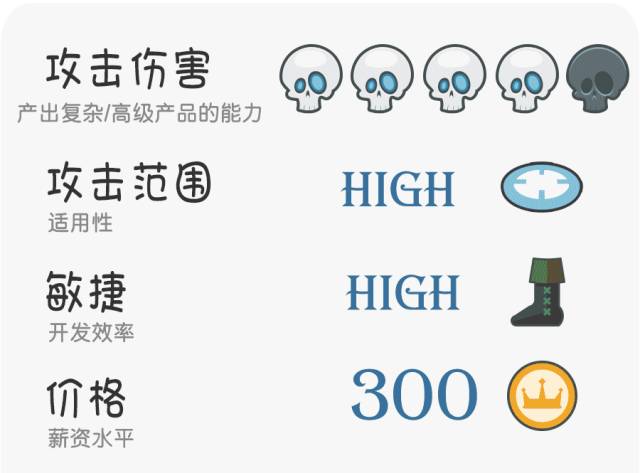 攻击伤害
产出复杂/高级产品的能力
攻击范围 HIGH
适用性
敏捷 HIGH
开发效率
价格 300
薪资水平